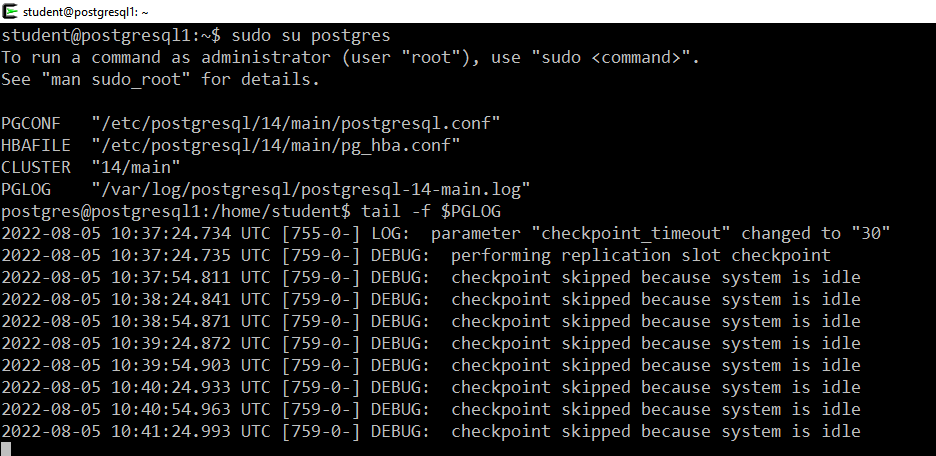 student@postgresql1: ~
student@postgresql1:~$ sudo su postgres
To run a command as administrator (user "root"), use "sudo <command>".
See "man sudo_root" for details.
PGCONF   "/etc/postgresql/14/main/postgresql.conf"
HBAFILE  "/etc/postgresql/14/main/pg_hba.conf"
CLUSTER  "14/main"
PGLOG    "/var/log/postgresql/postgresql-14-main.log"
postgres@postgresql1:/home/student$ tail -f $PGLOG
2022-08-05 10:37:24.734 UTC [755-0-] LOG:  parameter "checkpoint_timeout" changed to "30"
2022-08-05 10:37:24.735 UTC [759-0-] DEBUG:  performing replication slot checkpoint
2022-08-05 10:37:54.811 UTC [759-0-] DEBUG:  checkpoint skipped because system is idle
2022-08-05 10:38:24.841 UTC [759-0-] DEBUG:  checkpoint skipped because system is idle
2022-08-05 10:38:54.871 UTC [759-0-] DEBUG:  checkpoint skipped because system is idle
2022-08-05 10:39:24.872 UTC [759-0-] DEBUG:  checkpoint skipped because system is idle
2022-08-05 10:39:54.903 UTC [759-0-] DEBUG:  checkpoint skipped because system is idle
2022-08-05 10:40:24.933 UTC [759-0-] DEBUG:  checkpoint skipped because system is idle
2022-08-05 10:40:54.963 UTC [759-0-] DEBUG:  checkpoint skipped because system is idle
2022-08-05 10:41:24.993 UTC [759-0-] DEBUG:  checkpoint skipped because system is idle